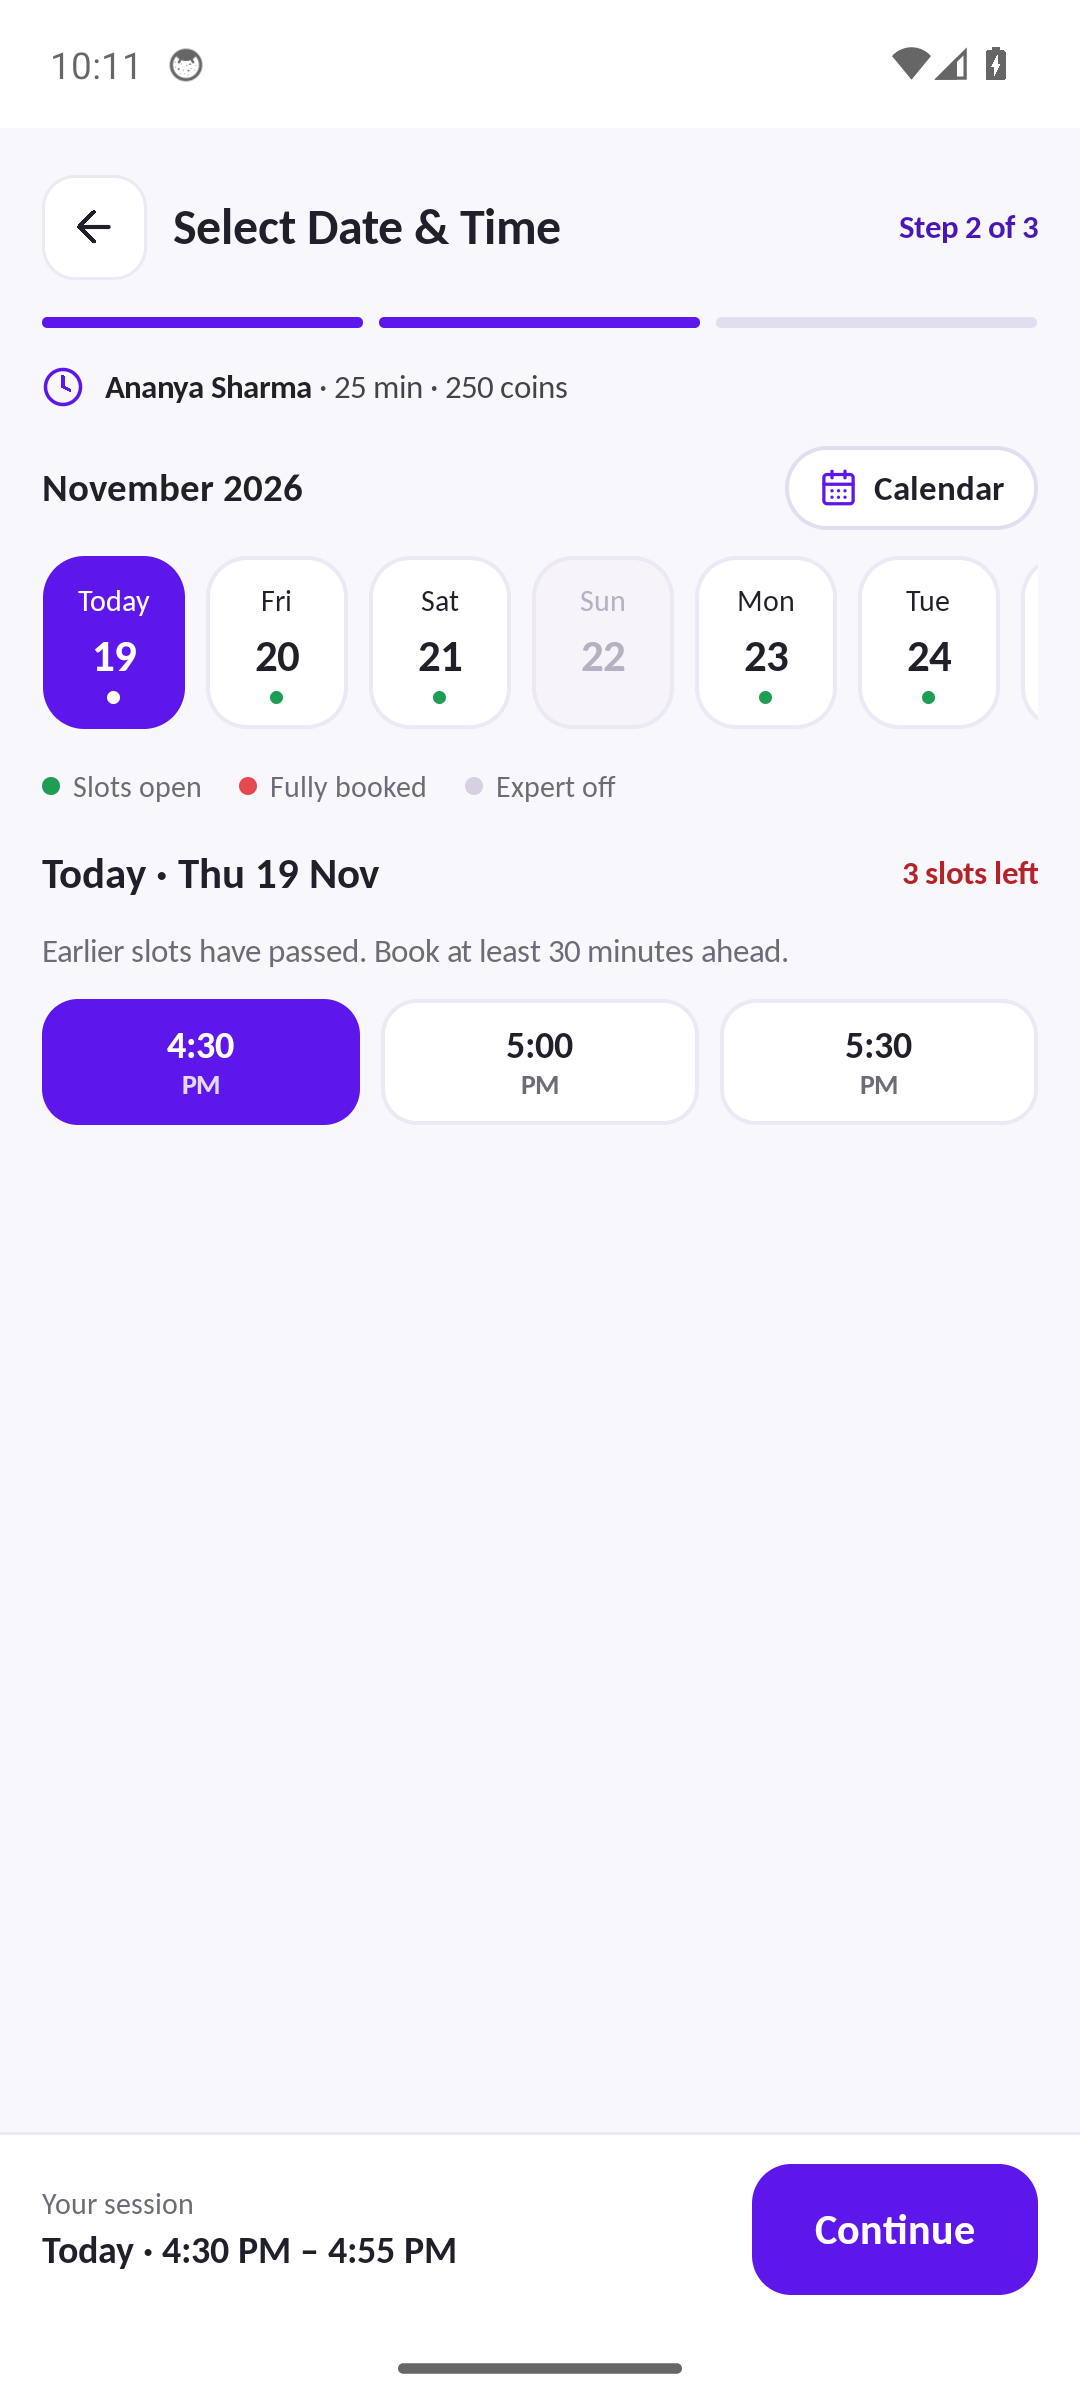 10:11
Select Date & Time
Step 2 of 3
Ananya Sharma · 25 min · 250 coins
November 2026
Calendar
Today Fri Sat Sun Mon Tue
19 20 21 22 23 24
Slots open Fully booked Expert off
Today · Thu 19 Nov
3 slots left
Earlier slots have passed. Book at least 30 minutes ahead.
4:30 5:00 5:30
PM PM PM
Your session
Today · 4:30 PM – 4:55 PM
Continue